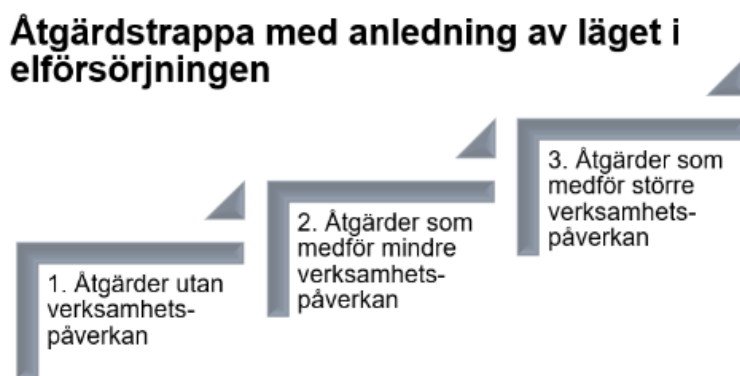 Åtgärdstrappa med anledning av läget i
elförsörjningen
1. Åtgärder utan
verksamhets-
påverkan
2. Åtgärder som
medför mindre
verksamhets-
påverkan
3. Åtgärder som
medför större
verksamhets-
påverkan